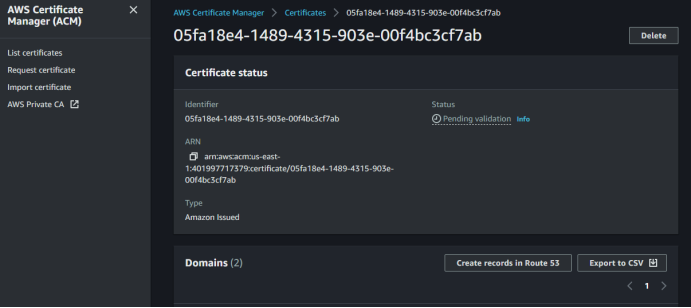 AWS Certificate Manager (ACM)
List certificates
Request certificate
Import certificate
AWS Private CA
AWS Certificate Manager > Certificates > 05fa18e4-1489-4315-903e-00f4bc3cf7ab
05fa18e4-1489-4315-903e-00f4bc3cf7ab
Delete
Certificate status
Identifier
05fa18e4-1489-4315-903e-00f4bc3cf7ab
Status
Pending validation Info
ARN
arn:aws:acm:us-east-
1:401997717379:certificate/05fa18e4-1489-4315-903e-
00f4bc3cf7ab
Type
Amazon Issued
Domains (2)
Create records in Route 53
Export to CSV
< 1 >